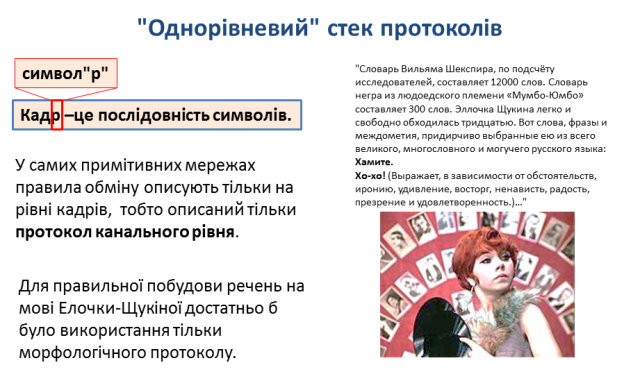 "Однорівневий" стек протоколів
символ"р"
Кадр –це послідовність символів.
У самих примітивних мережах
правила обміну описують тільки на
рівні кадрів, тобто описаний тільки
протокол канального рівня.
Для правильної побудови речень на
мові Елочки-Щукіної достатньо б
було використання тільки
морфологічного протоколу.
"Словарь Вильяма Шекспира, по подсчёту
исследователей, составляет 12000 слов. Словарь
негра из людоедского племени «Мумбо-Юмбо»
составляет 300 слов. Эллочка Щукина легко и
свободно обходилась тридцатью. Вот слова, фразы и
междометия, придирчиво выбранные ею из всего
великого, многословного и могучего русского языка:
Хамите.
Хо-хо! (Выражает, в зависимости от обстоятельств,
иронию, удивление, восторг, ненависть, радость,
презрение и удовлетворенность.)…"